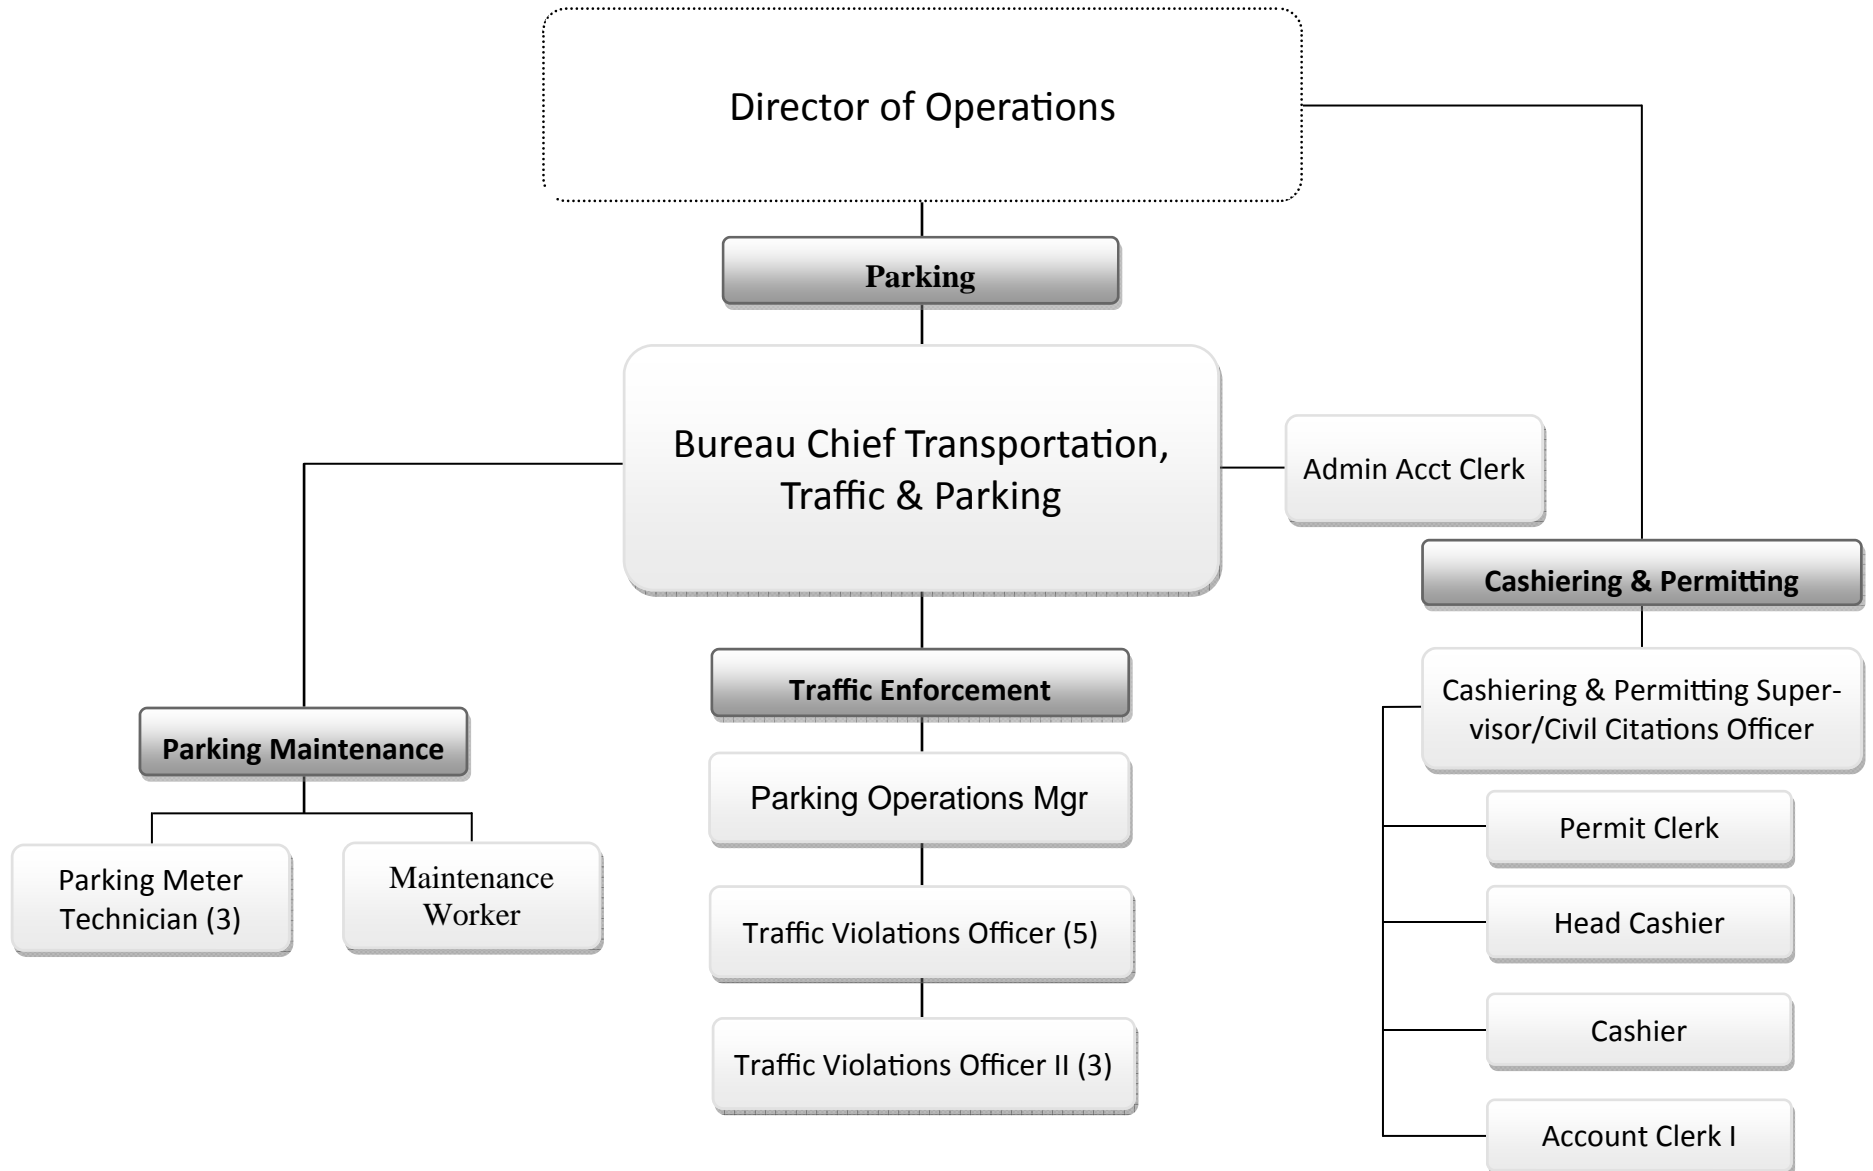 Director of Operations
Parking
Bureau Chief Transportation,
Traffic & Parking
Admin Acct Clerk
Cashiering & Permitting
Traffic Enforcement
Cashiering & Permitting Super-
visor/Civil Citations Officer
Parking Maintenance
Parking Operations Mgr
Permit Clerk
Parking Meter
Technician (3)
Maintenance
Worker
Head Cashier
Traffic Violations Officer (5)
Cashier
Traffic Violations Officer II (3)
Account Clerk I